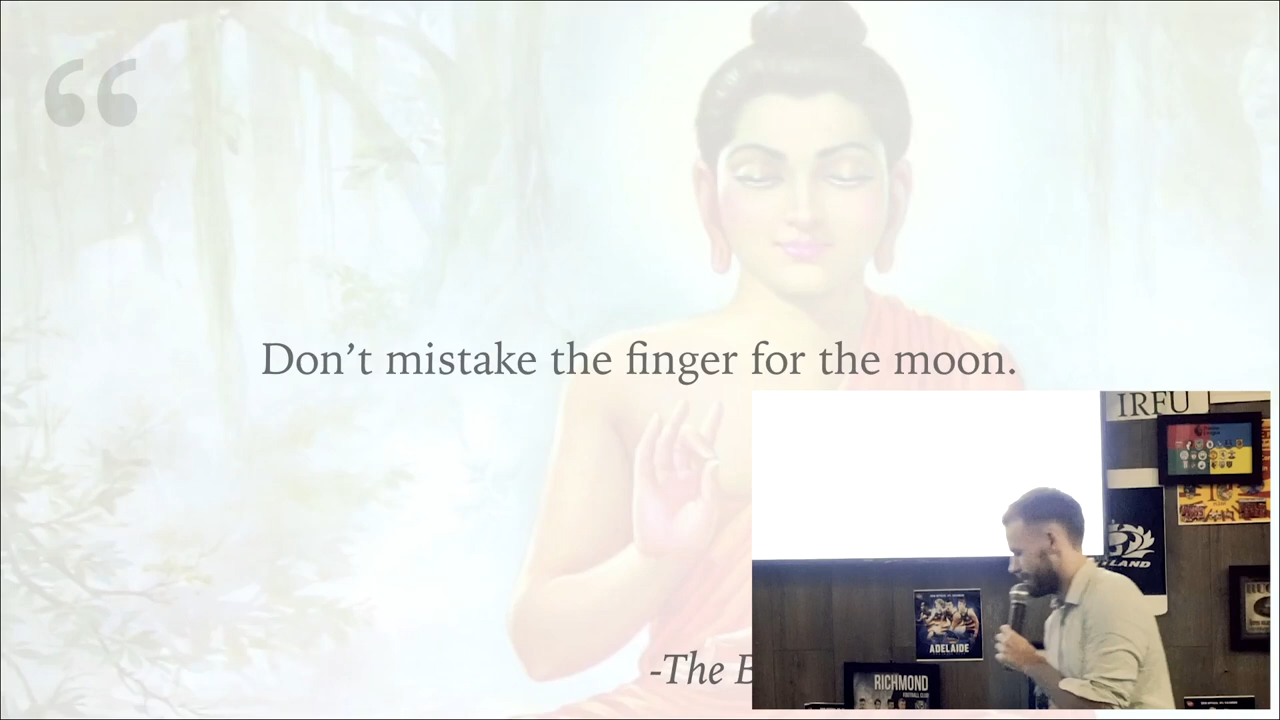 “
Don’t mistake the finger for the moon.
-The B
IRFU
ADELAIDE
RICHMOND
FOOTBALL CLUB